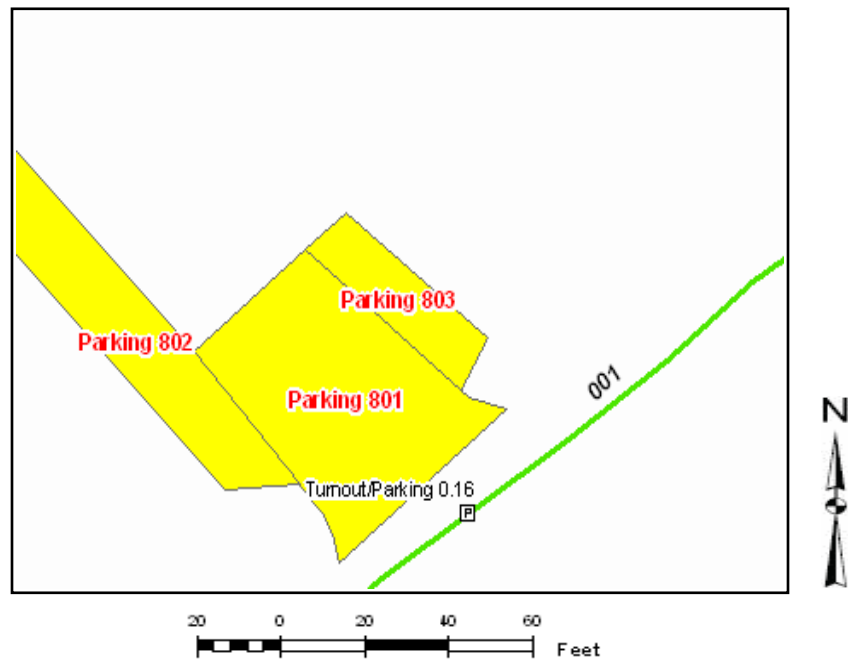 Parking 803
Parking 802
001
Parking 801
N
Turnout/Parking 0.16
P
20 0 20 40 60
Feet